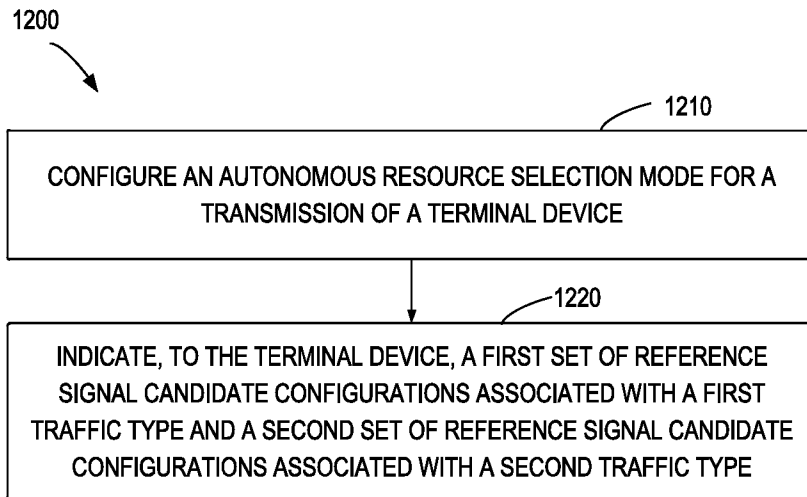 1200
1210
CONFIGURE AN AUTONOMOUS RESOURCE SELECTION MODE FOR A
TRANSMISSION OF A TERMINAL DEVICE
1220
INDICATE, TO THE TERMINAL DEVICE, A FIRST SET OF REFERENCE
SIGNAL CANDIDATE CONFIGURATIONS ASSOCIATED WITH A FIRST
TRAFFIC TYPE AND A SECOND SET OF REFERENCE SIGNAL CANDIDATE
CONFIGURATIONS ASSOCIATED WITH A SECOND TRAFFIC TYPE